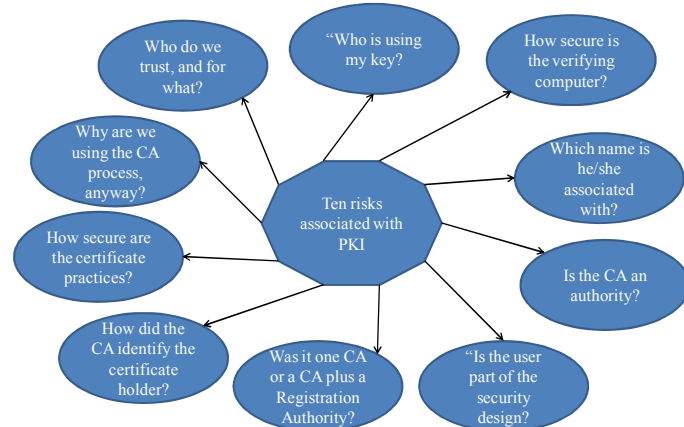 Who do we
trust, and for
what?
“Who is using
my key?
How secure is
the verifying
computer?
Why are we
using the CA
process,
anyway?
Ten risks
associated with
PKI
Which name is
he/she
associated
with?
How secure are
the certificate
practices?
Is the CA an
authority?
How did the
CA identify the
certificate
holder?
Was it one CA
or a CA plus a
Registration
Authority?
“Is the user
part of the
security
design?